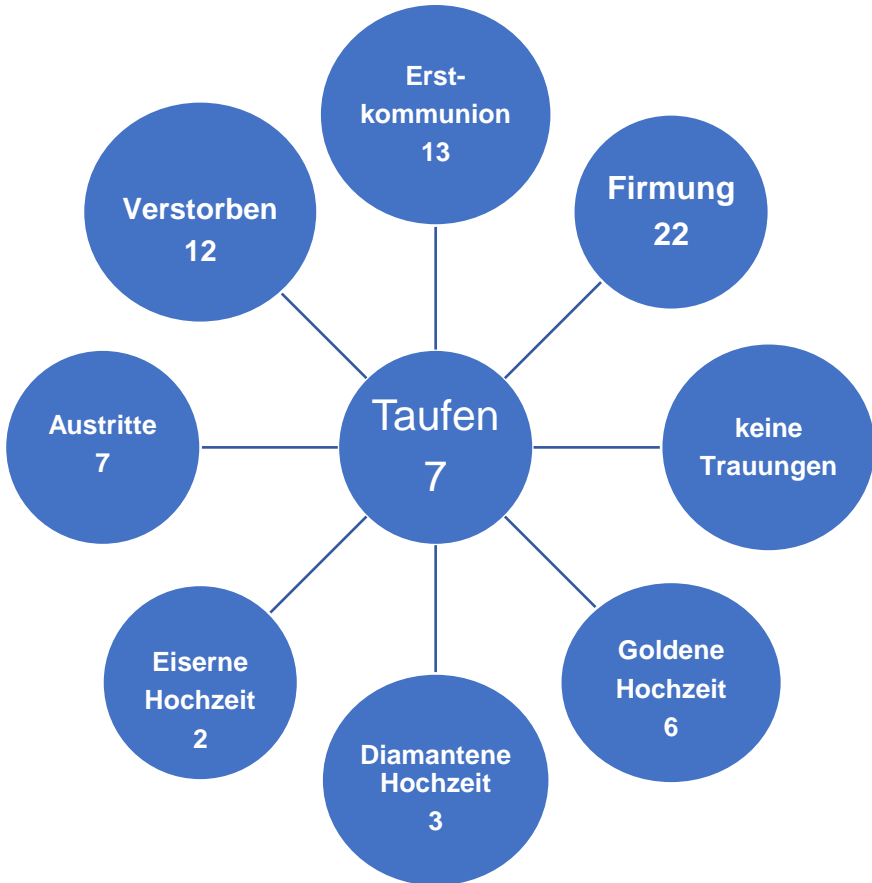 Erst-
kommunion
13
Firmung
22
keine
Trauungen
Goldene
Hochzeit
6
Diamantene
Hochzeit
3
Eiserne
Hochzeit
2
Austritte
7
Verstorben
12
Taufen
7